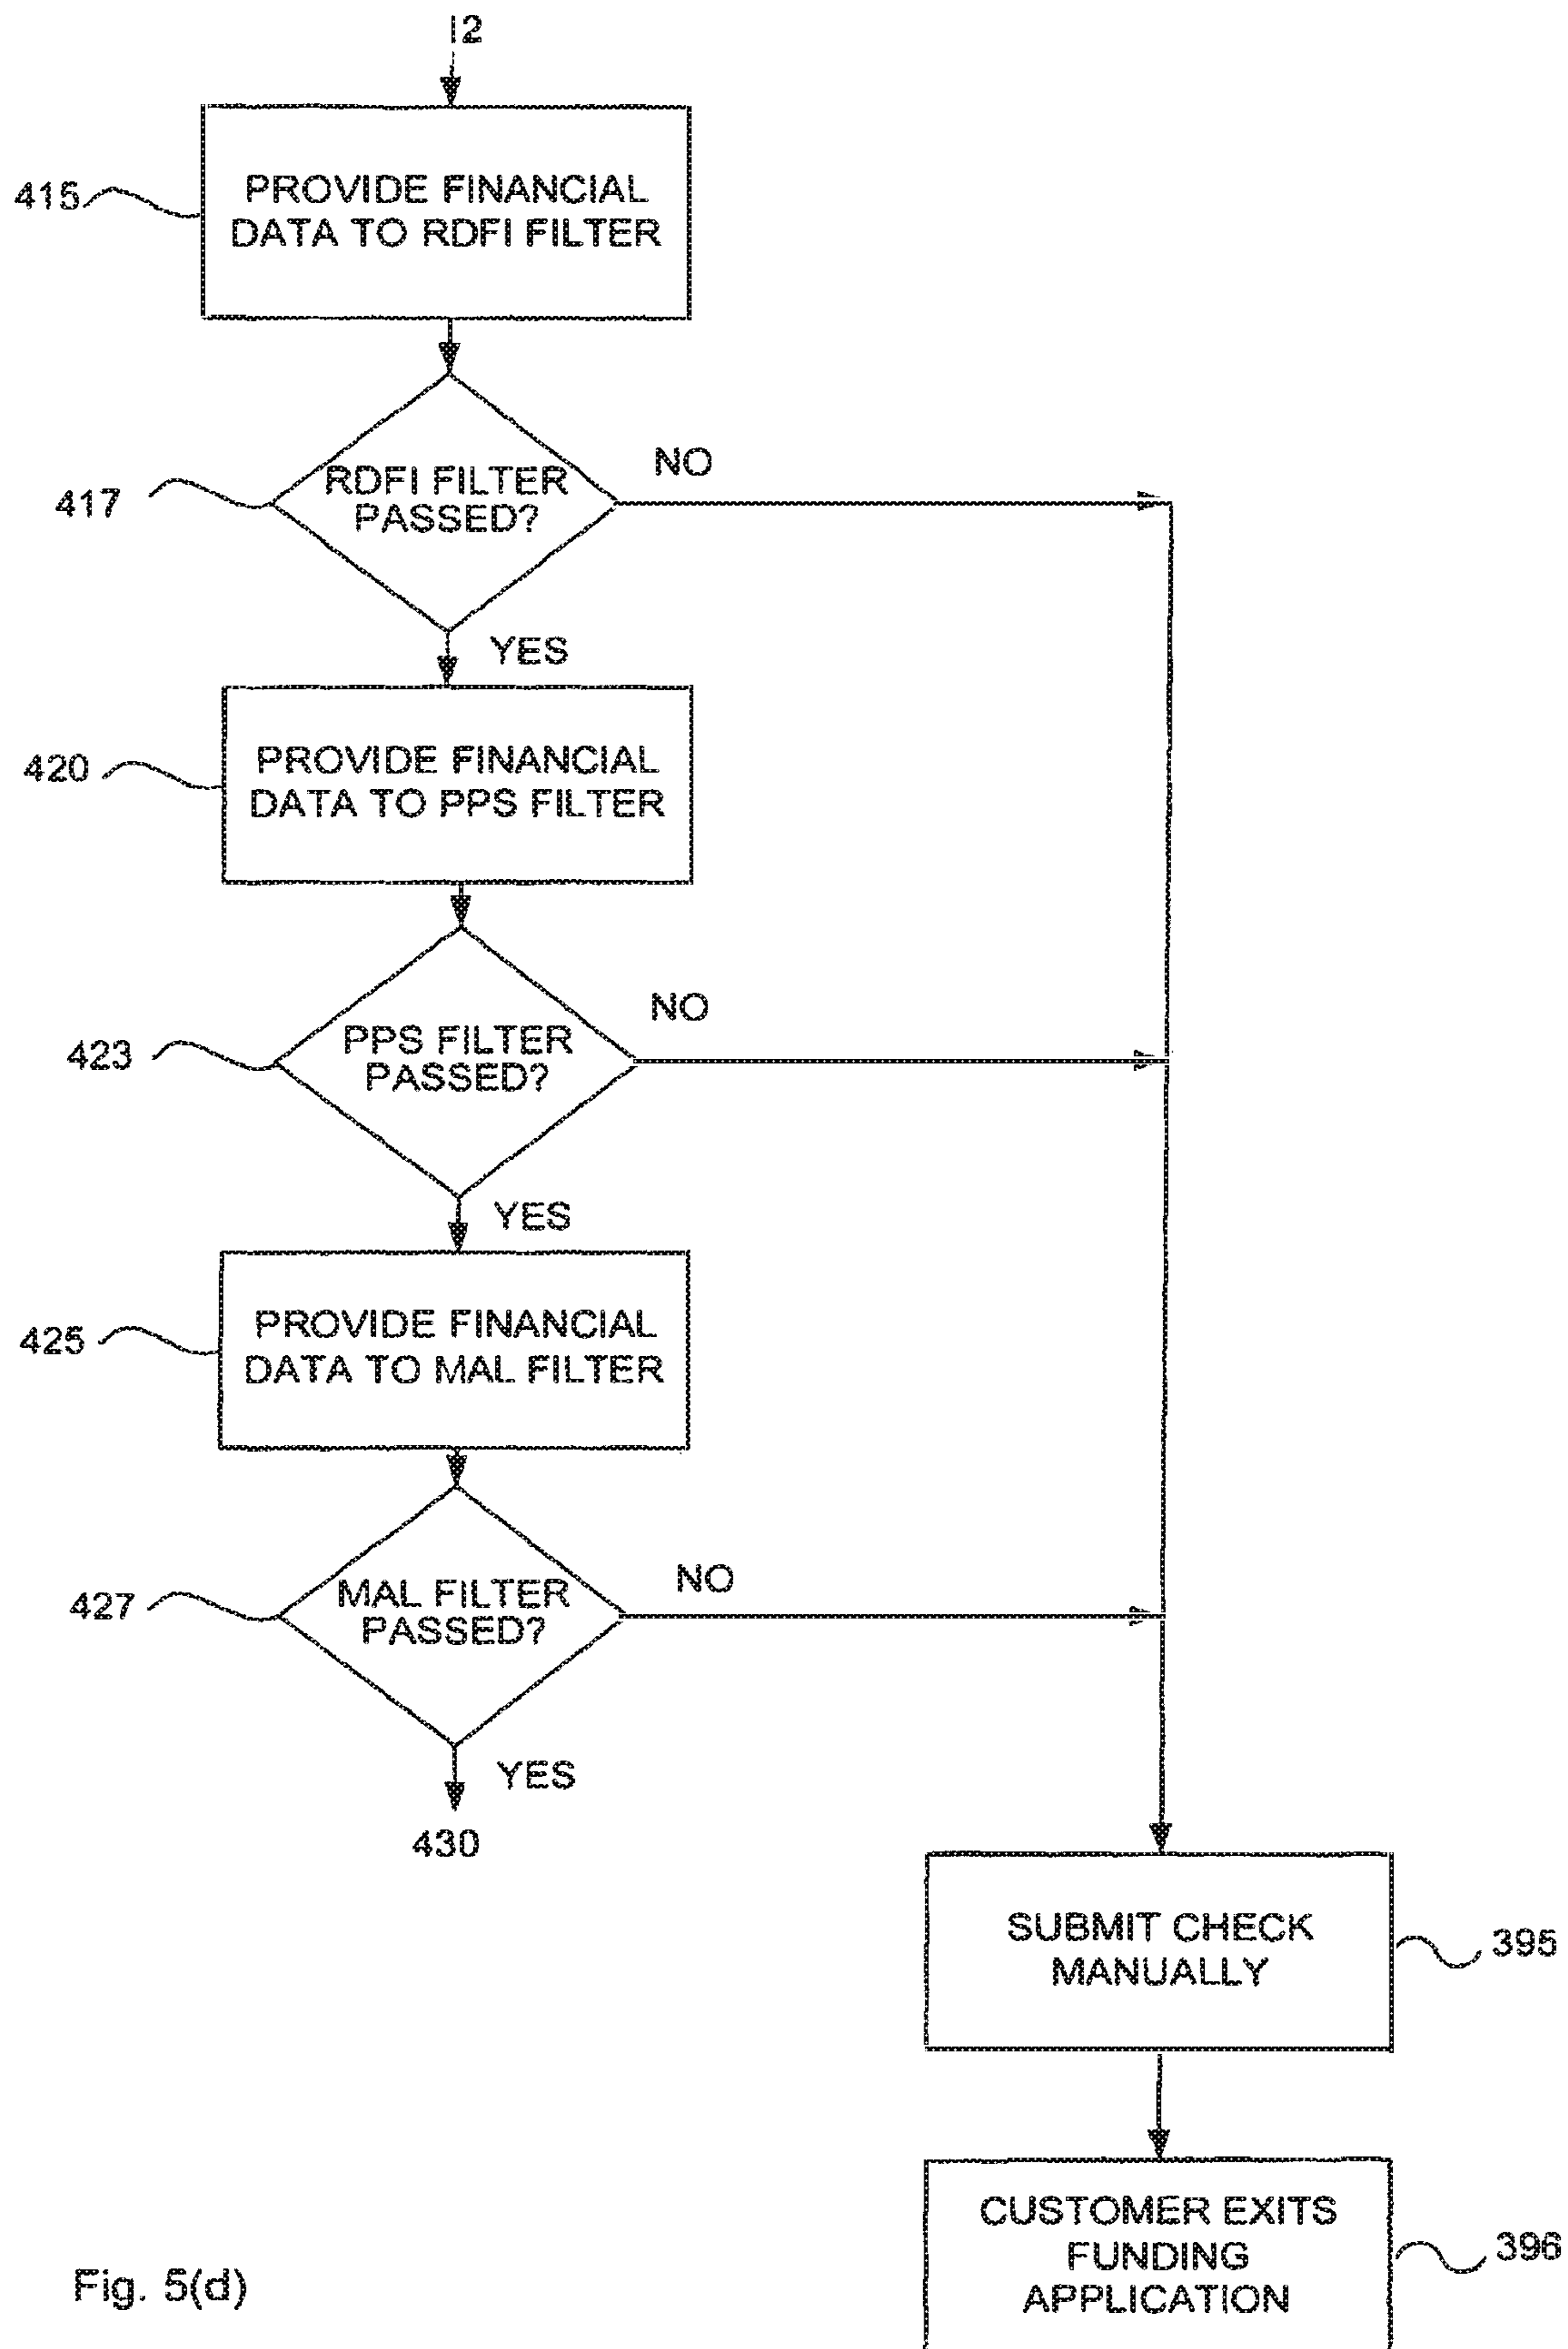 12
415
PROVIDE FINANCIAL
DATA TO RDFI FILTER
417
RDFI FILTER
PASSED?
NO
YES
420
PROVIDE FINANCIAL
DATA TO PPS FILTER
423
PPS FILTER
PASSED?
NO
YES
425
PROVIDE FINANCIAL
DATA TO MAL FILTER
427
MAL FILTER
PASSED?
NO
YES
430
SUBMIT CHECK
MANUALLY
395
CUSTOMER EXITS
FUNDING
APPLICATION
396
Fig. 5(d)